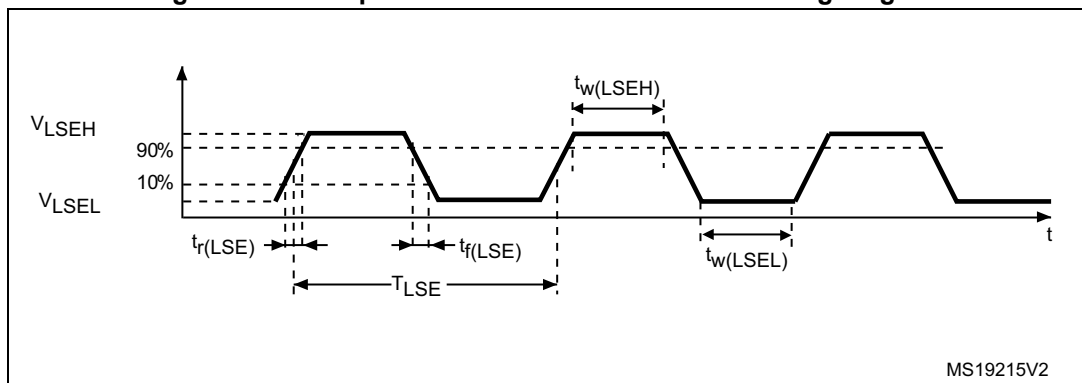 tw(LSEH)
VLSEH
90%
10%
VLSEL
tr(LSE)
tf(LSE)
t
tw(LSEL)
TLSE
MS19215V2